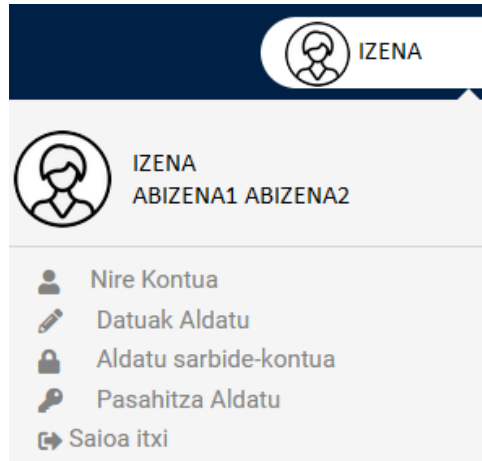 IZENA
IZENA
ABIZENA1 ABIZENA2
Nire Kontua
Datuak Aldatu
Aldatu sarbide-kontua
Pasahitza Aldatu
Saioa itxi